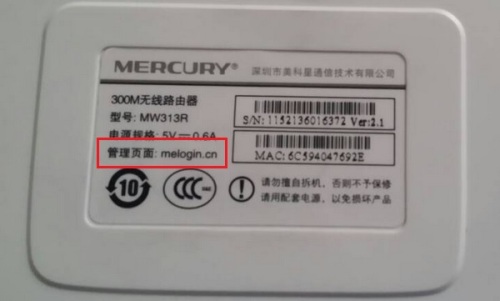 MERCURY® 深圳市美科星通信技术有限公司
300M无线路由器
型号: MW313R
S/N: 1152136016372 Ver:2.1
电源规格: 5V⎓0.6A
管理页面: melogin.cn
MAC: 6C594047692E
10
CCC
请勿擅自拆机，否则不予保修
请用配套电源，以免损坏产品